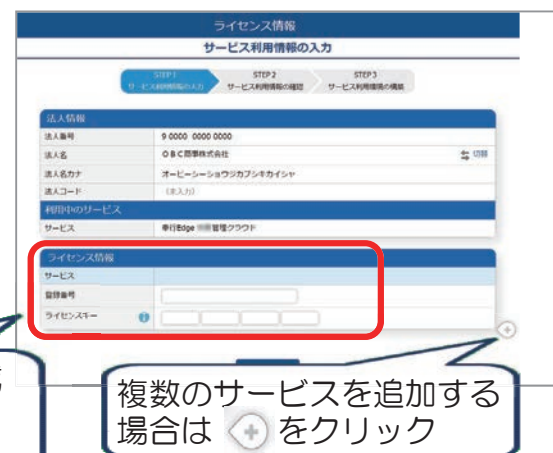 ライセンス情報
サービス利用情報の入力
STEP1 STEP2 STEP3
サービス利用情報の入力 サービス利用情報の確認 サービス利用環境の構築
法人情報
法人番号 9 0000 0000 0000
法人名 OBC商事株式会社 切替
法人名カナ オービーシーショウジカブシキカイシャ
法人コード (未入力)
利用中のサービス
サービス 奉行Edge 管理クラウド
ライセンス情報
サービス
登録番号
ライセンスキー
複数のサービスを追加する
場合は をクリック